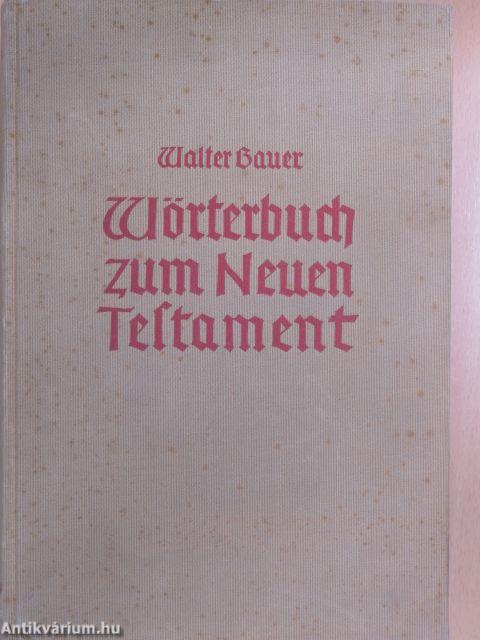 Walter Bauer
Wörterbuch
zum Neuen
Teſtament
Antikvárium.hu